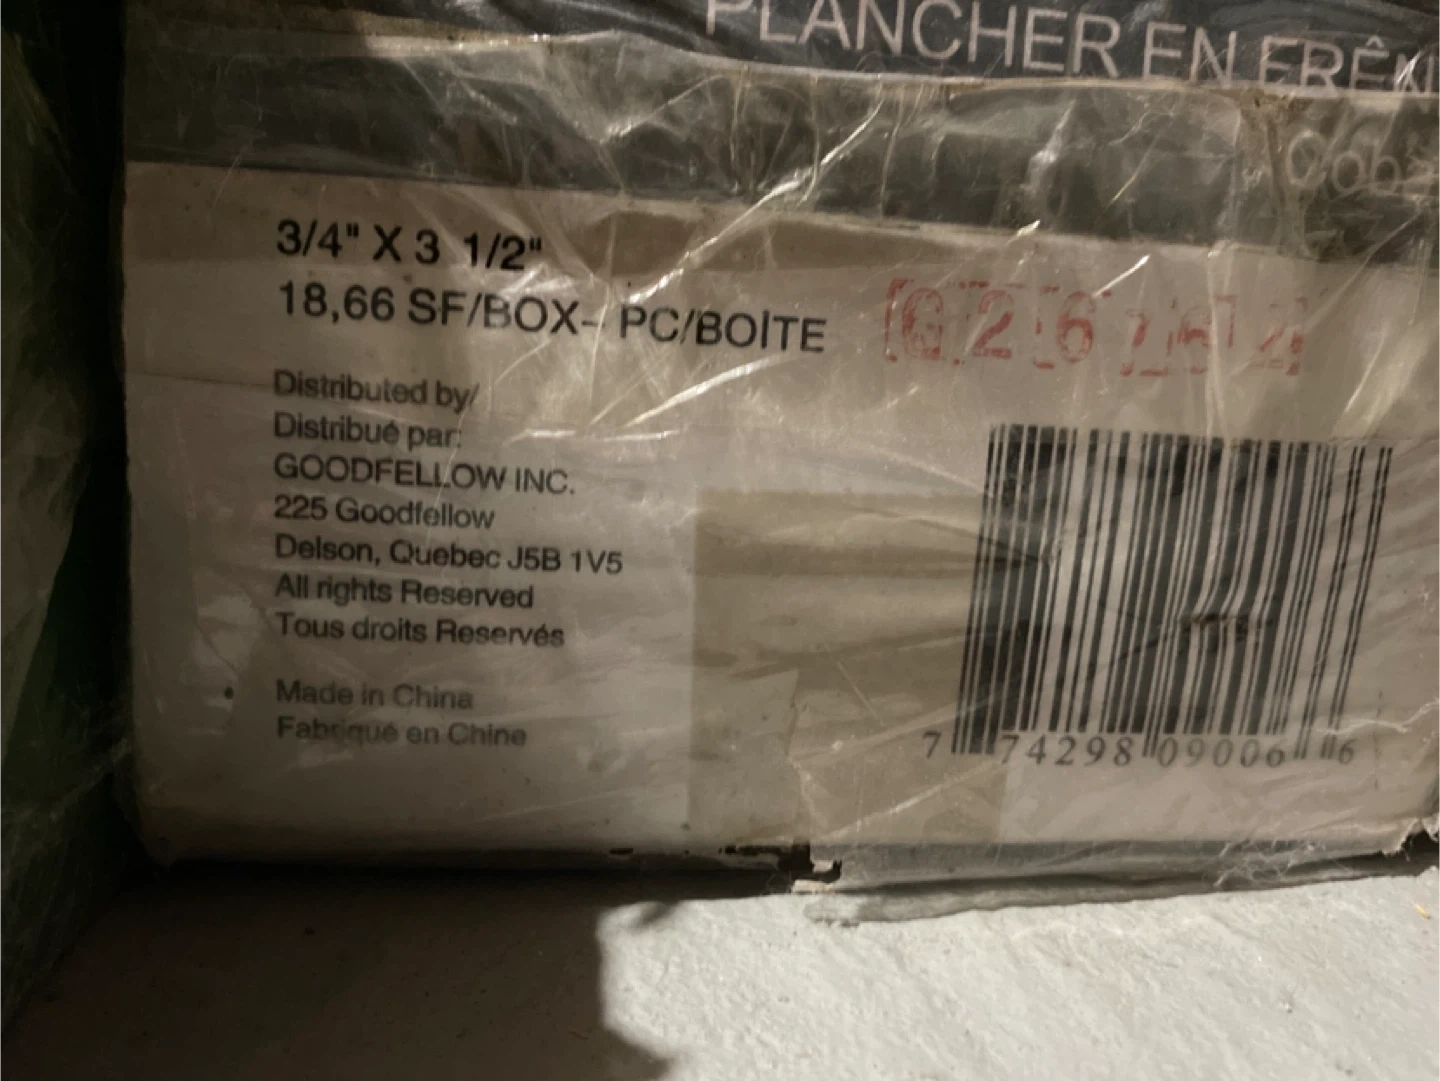 PLANCHER EN FRÊN
3/4" X 3 1/2"
18,66 SF/BOX– PC/BOÎTE
Distributed by/
Distribué par:
GOODFELLOW INC.
225 Goodfellow
Delson, Quebec J5B 1V5
All rights Reserved
Tous droits Reservés
Made in China
Fabriqué en Chine
7 74298 09006 6